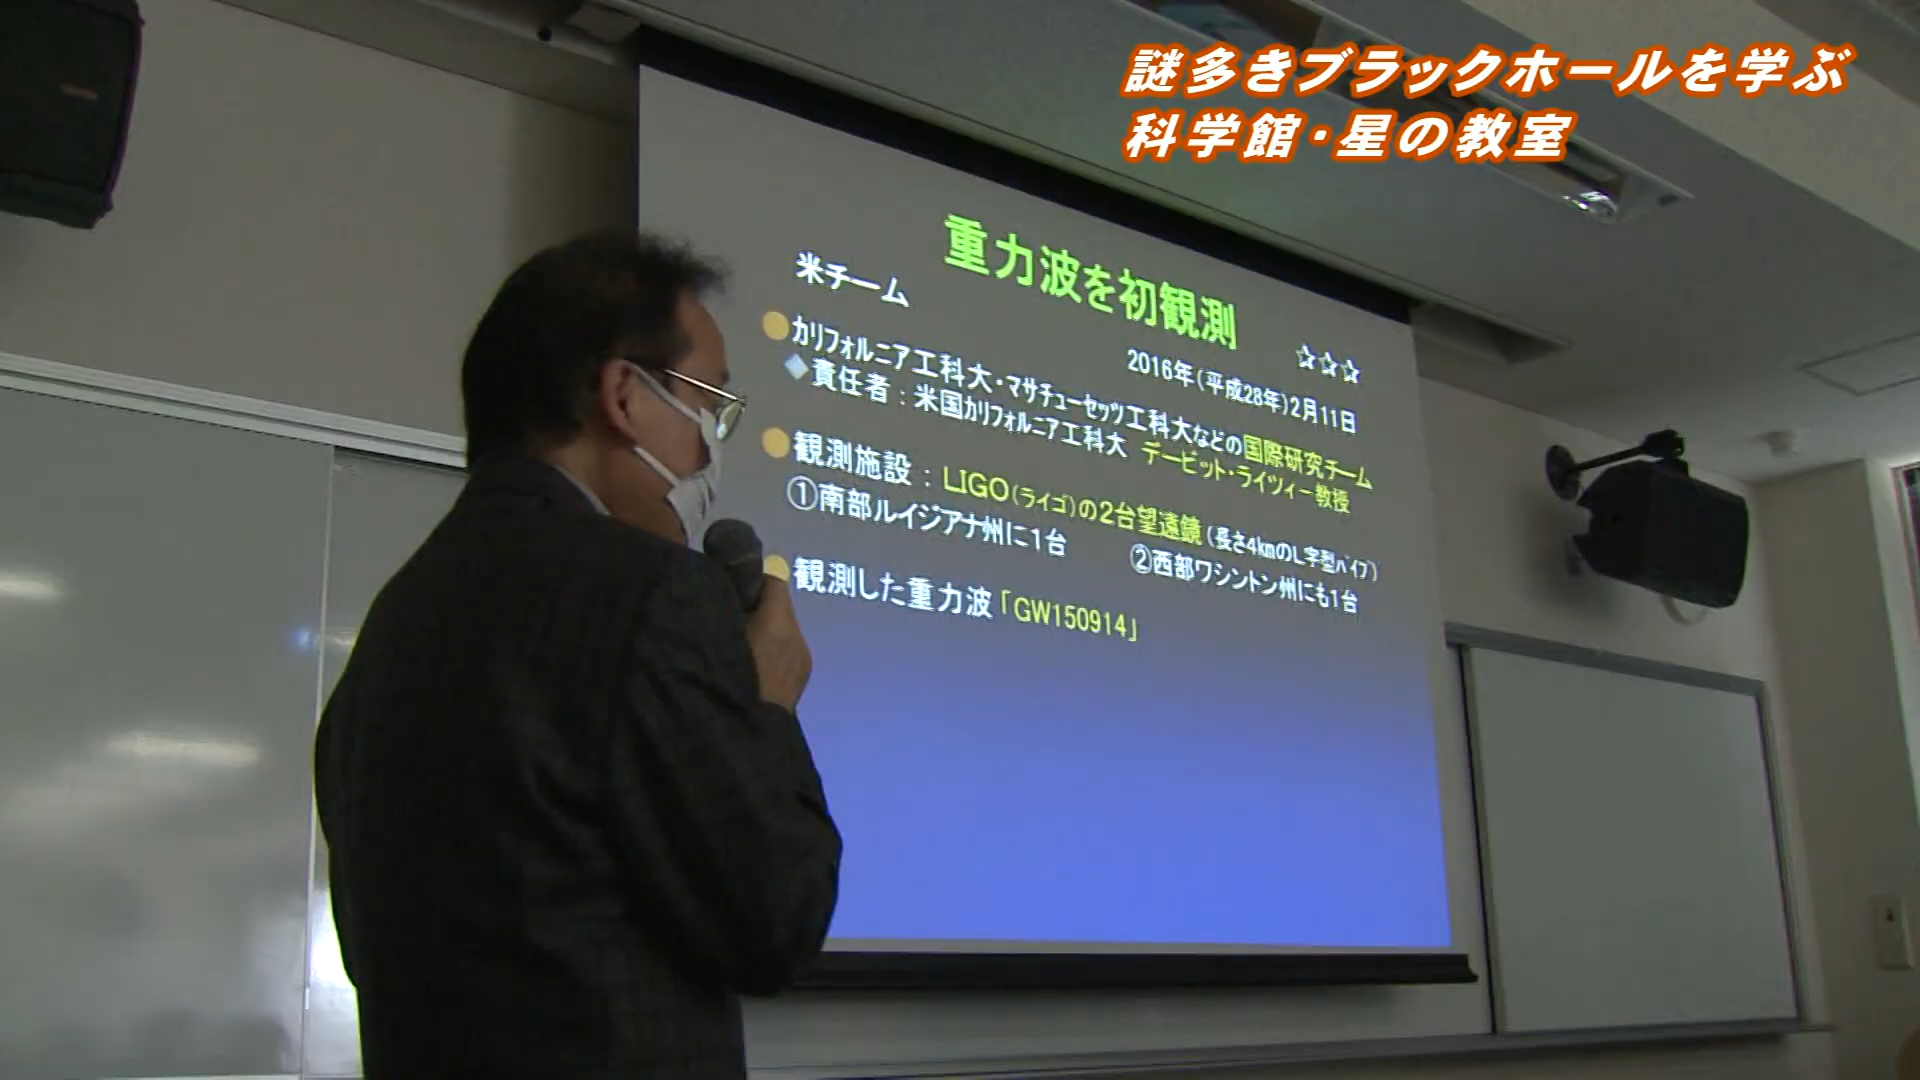 謎多きブラックホールを学ぶ
科学館・星の教室
重力波を初観測
米チーム
☆☆☆
2016年(平成28年)2月11日
カリフォルニア工科大・マサチューセッツ工科大などの国際研究チーム
◆責任者：米国カリフォルニア工科大 デービット・ライツィー教授
観測施設：LIGO(ライゴ)の2台望遠鏡(長さ4kmのL字型パイプ)
①南部ルイジアナ州に1台 ②西部ワシントン州にも1台
観測した重力波「GW150914」